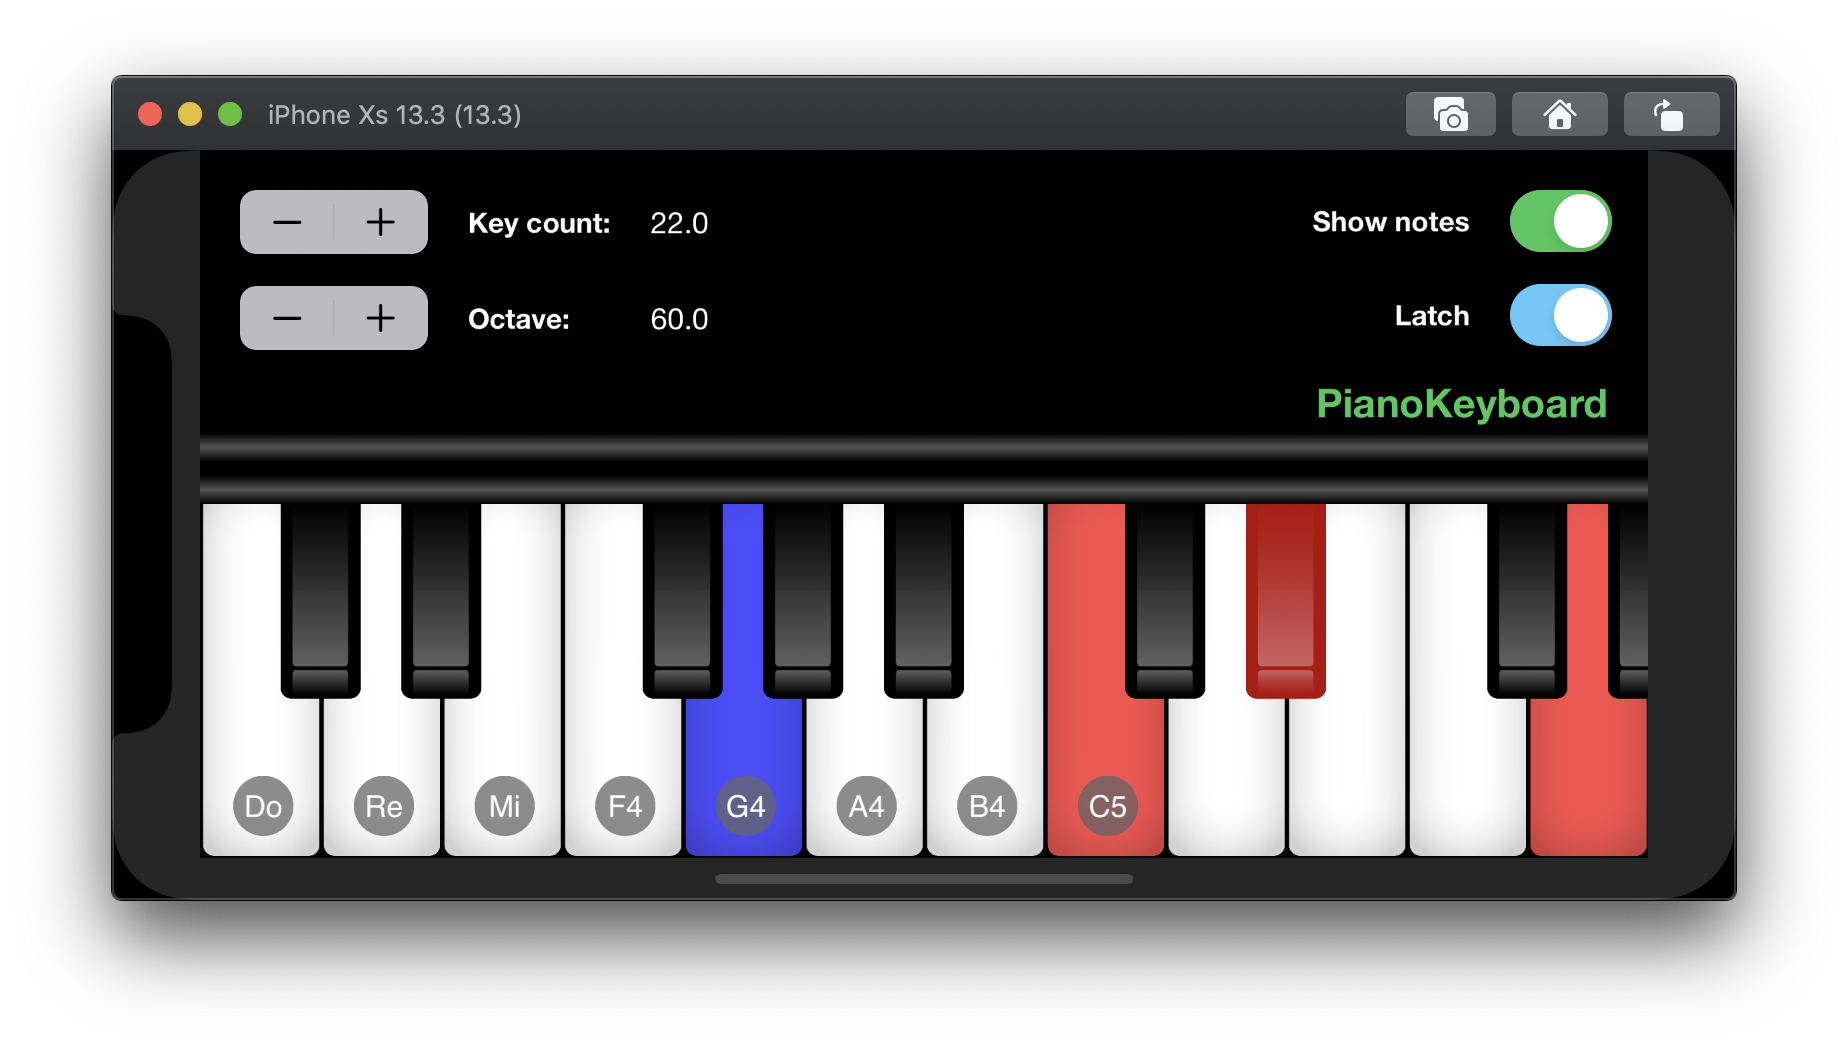 iPhone Xs 13.3 (13.3)
Key count: 22.0
Show notes
Octave: 60.0
Latch
PianoKeyboard
Do Re Mi F4 G4 A4 B4 C5